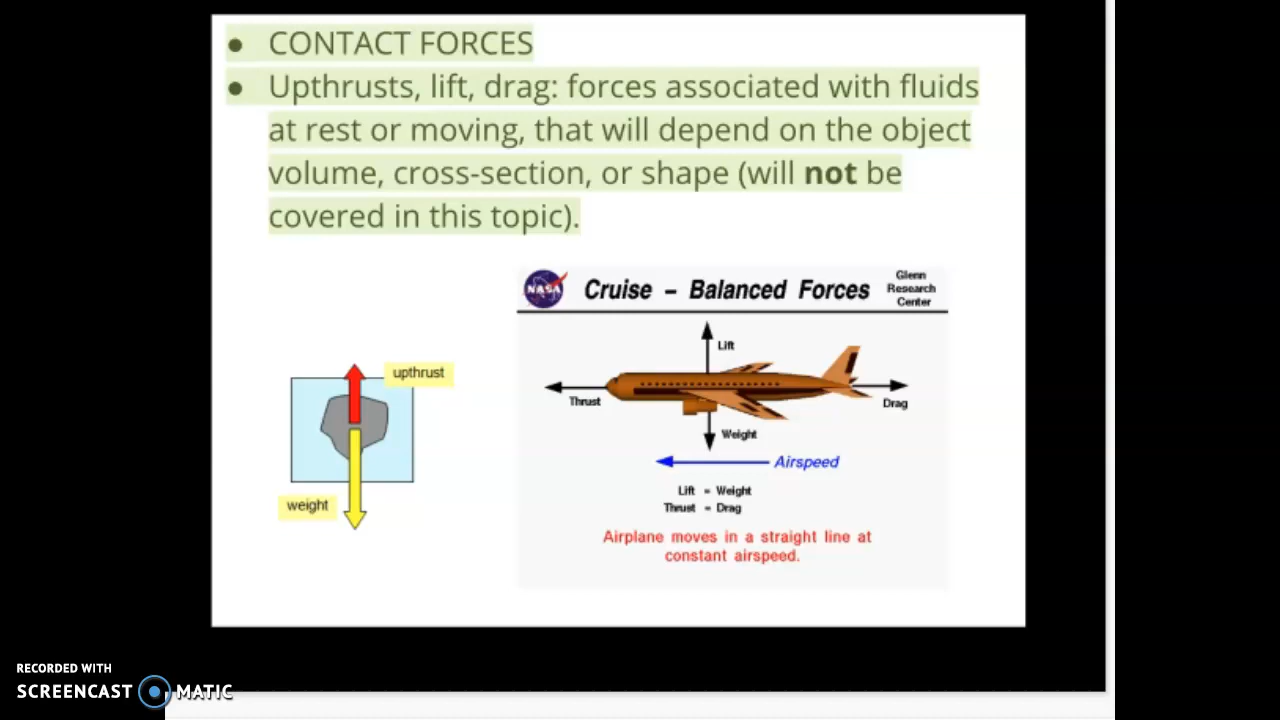 ● CONTACT FORCES
● Upthrusts, lift, drag: forces associated with fluids
at rest or moving, that will depend on the object
volume, cross-section, or shape (will not be
covered in this topic).
NASA
Cruise – Balanced Forces
Glenn
Research
Center
Lift
upthrust
Thrust
Drag
Weight
Airspeed
weight
Lift = Weight
Thrust = Drag
Airplane moves in a straight line at
constant airspeed.
RECORDED WITH
SCREENCAST MATIC